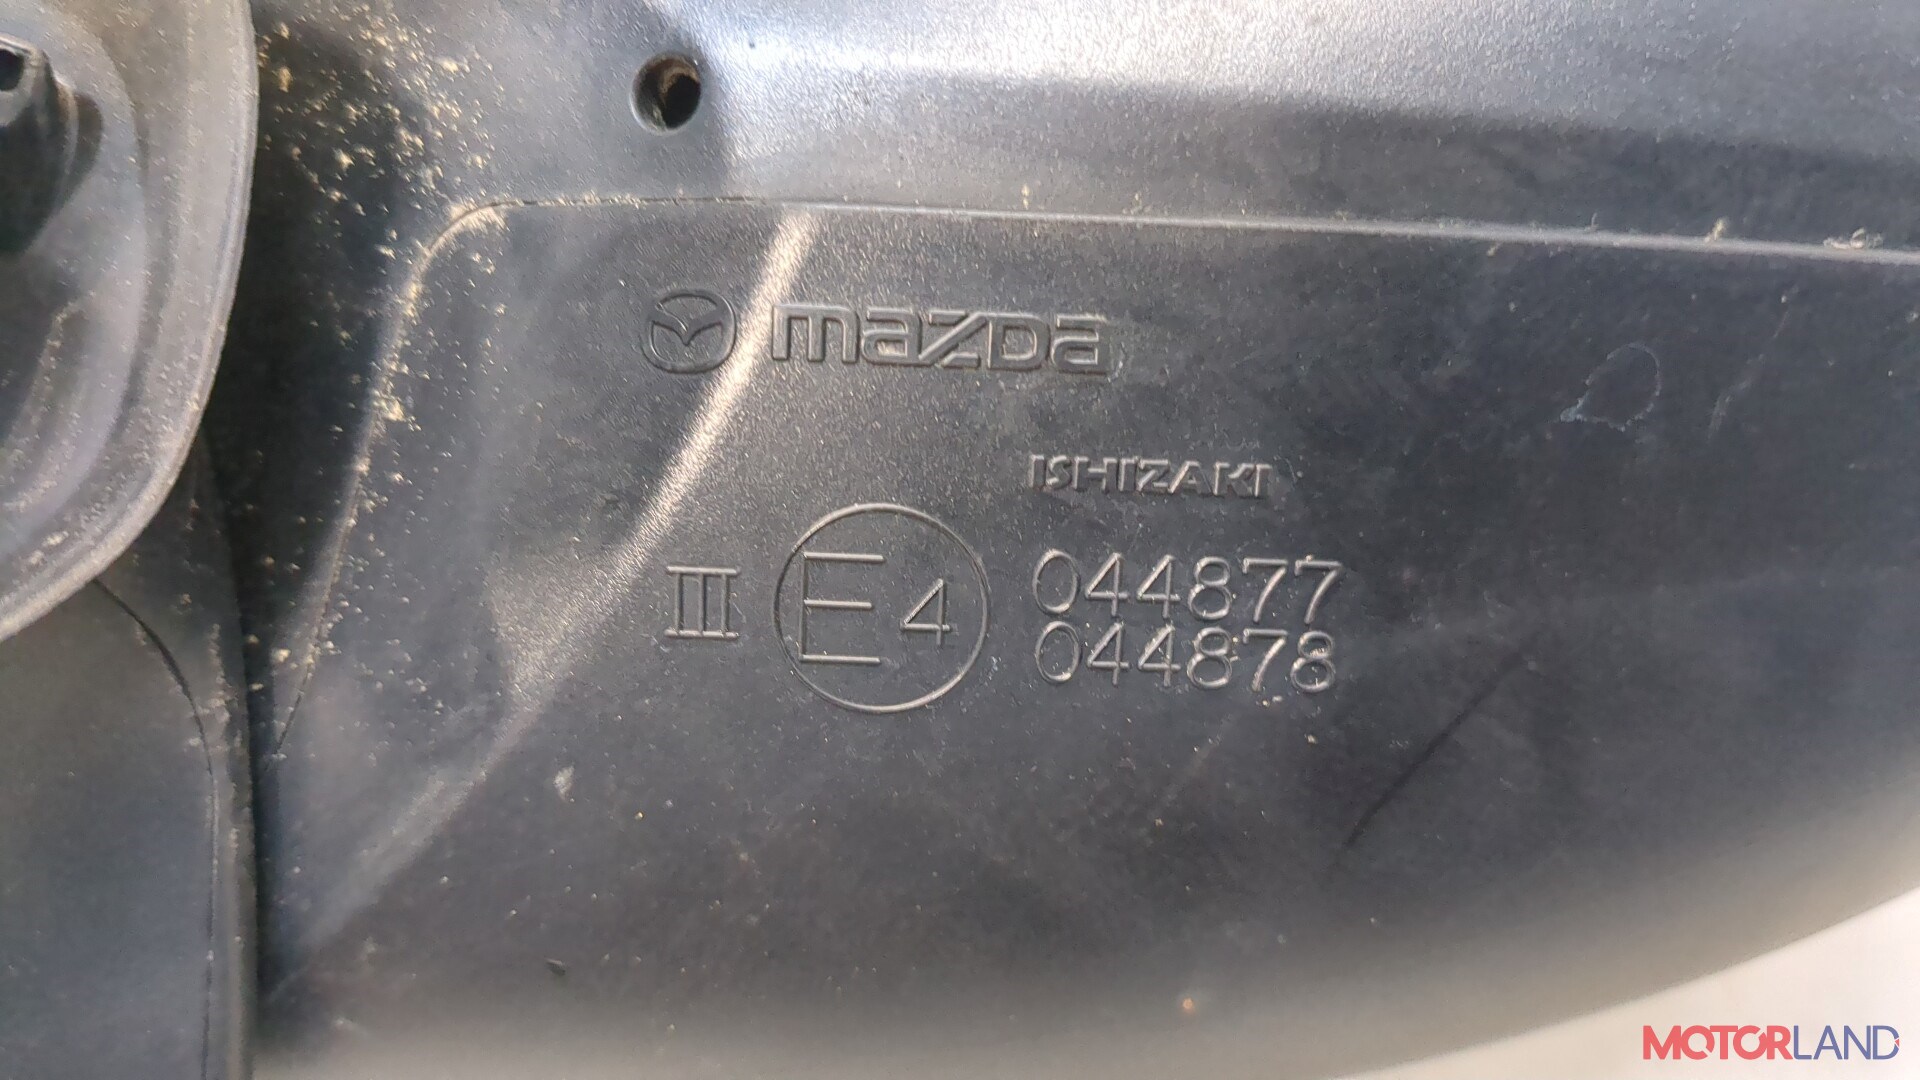 mazda
ISHIZAKI
III E4 044877
044878
MOTORLAND